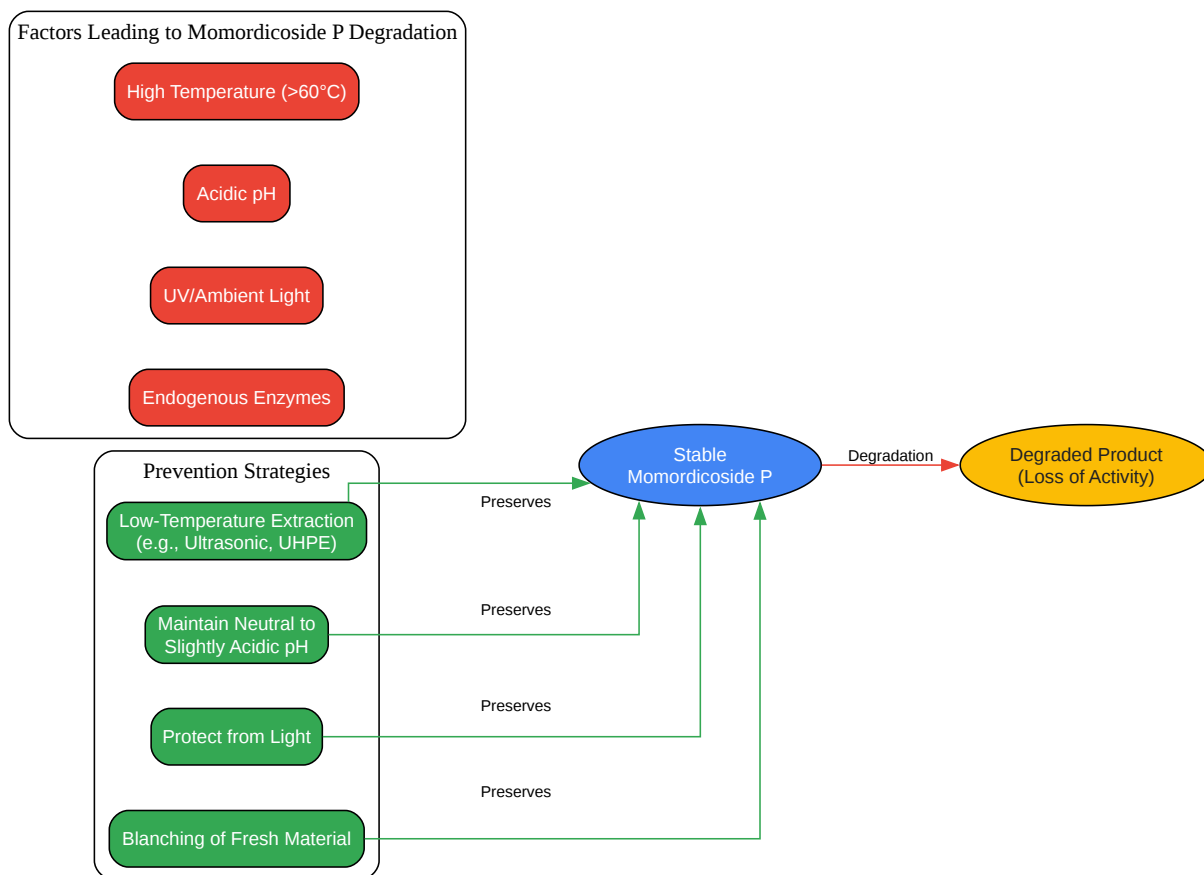 Factors Leading to Momordicoside P Degradation
High Temperature (>60°C)
Acidic pH
UV/Ambient Light
Endogenous Enzymes
Prevention Strategies
Low-Temperature Extraction
(e.g., Ultrasonic, UHPE)
Maintain Neutral to
Slightly Acidic pH
Protect from Light
Blanching of Fresh Material
Preserves
Preserves
Preserves
Preserves
Stable
Momordicoside P
Degradation
Degraded Product
(Loss of Activity)